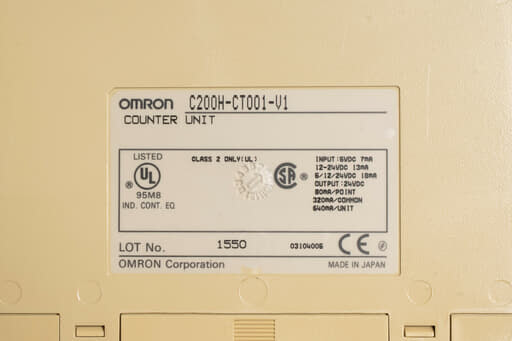 OMRON C200H-CT001-V1
COUNTER UNIT
LISTED
UL
®
95M8
IND. CONT. EQ.
CLASS 2 ONLY(UL)
SA
®
INPUT:5VDC 7mA
12-24VDC 13mA
5/12/24VDC 18mA
OUTPUT:24VDC
80mA/POINT
320mA/COMMON
640mA/UNIT
LOT No. 1550 03104005 CE
OMRON Corporation MADE IN JAPAN